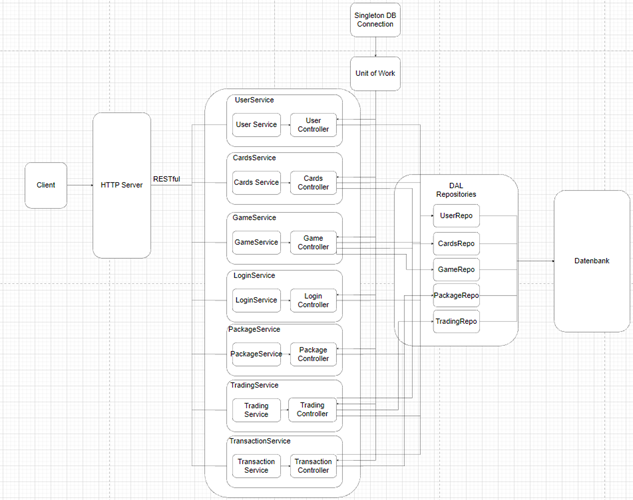 Singleton DB
Connection
Unit of Work
UserService
User Service
User
Controller
CardsService
Cards Service
Cards
Controller
GameService
GameService
Game
Controller
LoginService
LoginService
Login
Controller
PackageService
PackageService
Package
Controller
TradingService
Trading
Service
Trading
Controller
TransactionService
Transaction
Service
Transaction
Controller
Client
HTTP Server
RESTful
DAL
Repositories
UserRepo
CardsRepo
GameRepo
PackageRepo
TradingRepo
Datenbank